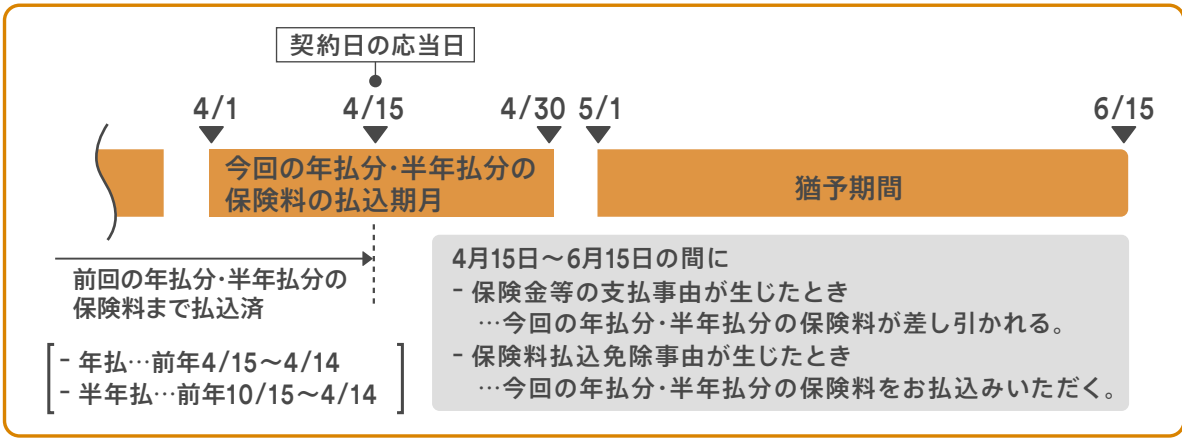 契約日の応当日
4/1
4/15
4/30
5/1
6/15
今回の年払分・半年払分の
保険料の払込期月
猶予期間
前回の年払分・半年払分の
保険料まで払込済
- 年払…前年4/15〜4/14
- 半年払…前年10/15〜4/14
4月15日〜6月15日の間に
- 保険金等の支払事由が生じたとき
…今回の年払分・半年払分の保険料が差し引かれる。
- 保険料払込免除事由が生じたとき
…今回の年払分・半年払分の保険料をお払込みいただく。